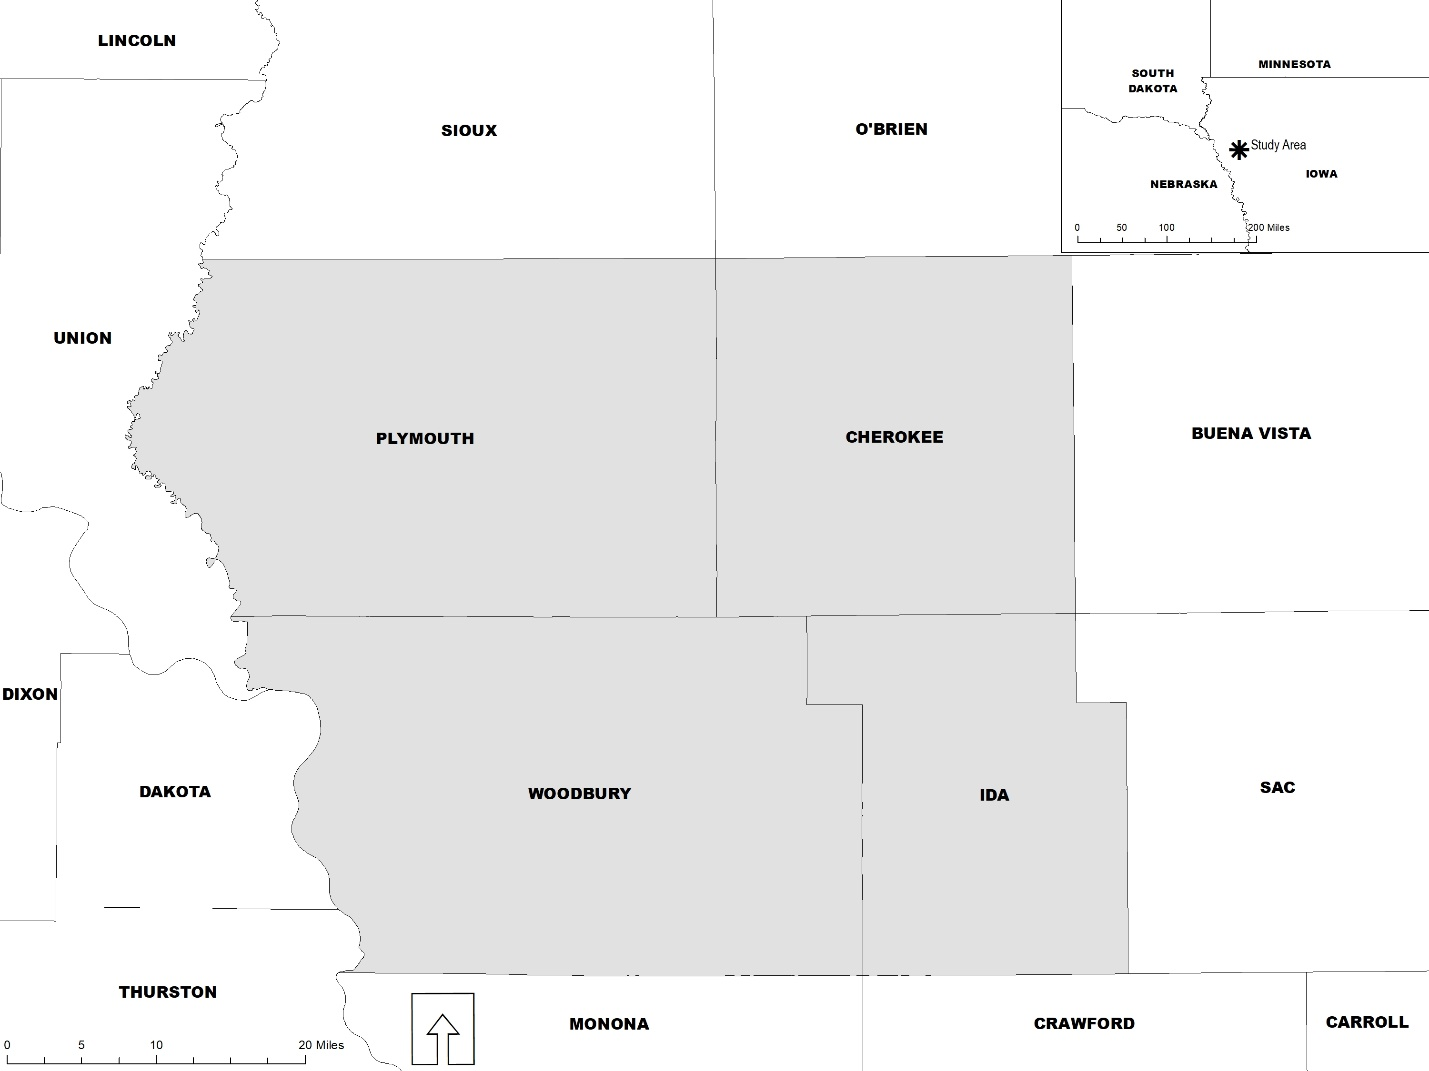 LINCOLN
SIOUX
O'BRIEN
SOUTH
DAKOTA
MINNESOTA
Study Area
IOWA
NEBRASKA
0 50 100 200 Miles
UNION
PLYMOUTH
CHEROKEE
BUENA VISTA
DIXON
DAKOTA
WOODBURY
IDA
SAC
THURSTON
MONONA
CRAWFORD
CARROLL
0 5 10 20 Miles